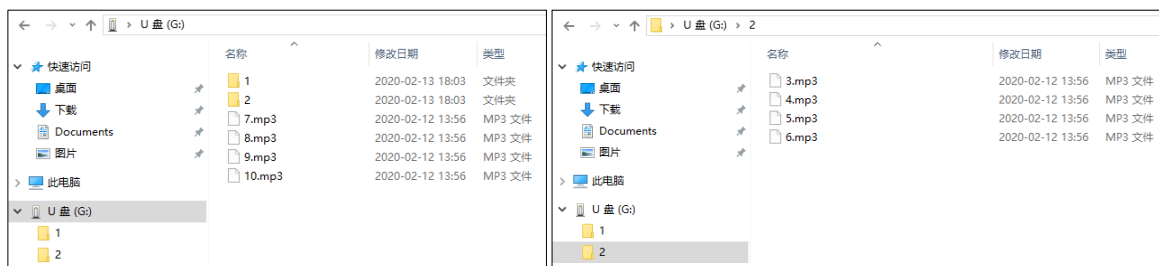 U 盘 (G:)
名称 修改日期 类型
快速访问
桌面
下载
Documents
图片
此电脑
U 盘 (G:)
1
2
1 2020-02-13 18:03 文件夹
2 2020-02-13 18:03 文件夹
7.mp3 2020-02-12 13:56 MP3 文件
8.mp3 2020-02-12 13:56 MP3 文件
9.mp3 2020-02-12 13:56 MP3 文件
10.mp3 2020-02-12 13:56 MP3 文件
U 盘 (G:) › 2
名称 修改日期 类型
快速访问
桌面
下载
Documents
图片
此电脑
U 盘 (G:)
1
2
3.mp3 2020-02-12 13:56 MP3 文件
4.mp3 2020-02-12 13:56 MP3 文件
5.mp3 2020-02-12 13:56 MP3 文件
6.mp3 2020-02-12 13:56 MP3 文件